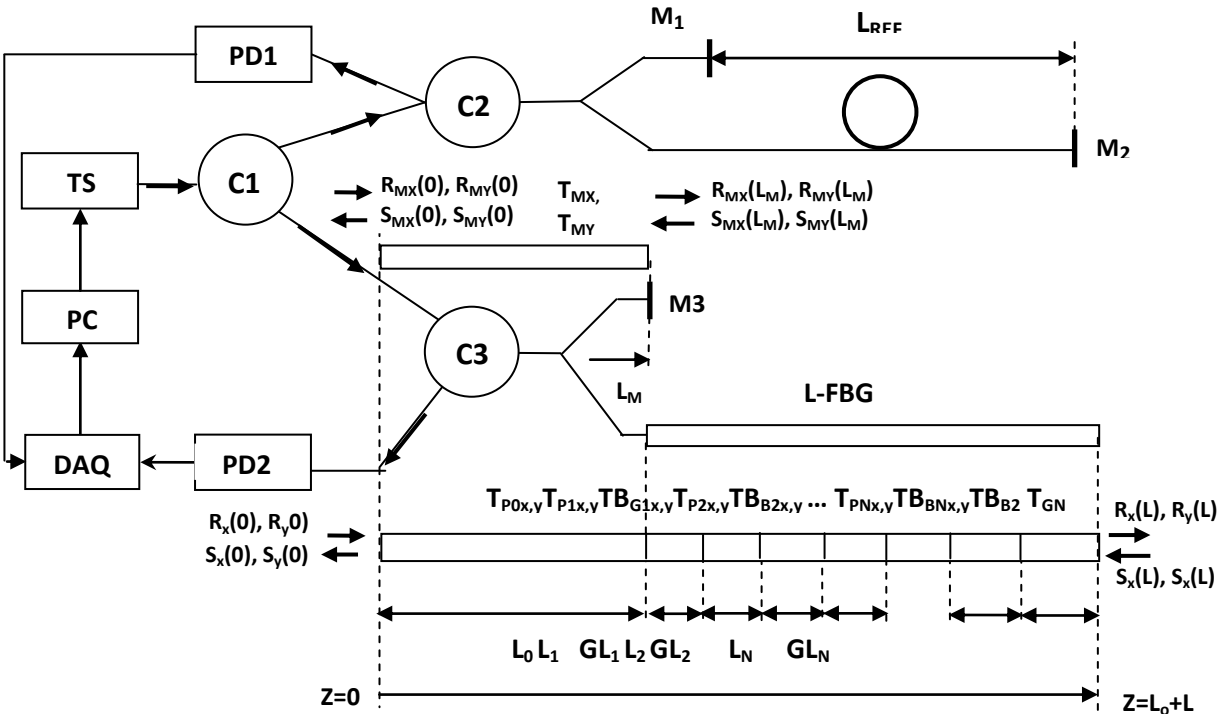 M1
LREF
PD1
C2
M2
TS
C1
RMX(0), RMY(0)
TMX,
RMX(LM), RMY(LM)
SMX(0), SMY(0)
TMY
SMX(LM), SMY(LM)
PC
M3
C3
LM
L-FBG
DAQ
PD2
TP0x,yTP1x,yTBG1x,yTP2x,yTBB2x,y ... TPNx,yTBBNx,yTBB2 TGN
Rx(0), Ry0)
Rx(L), Ry(L)
Sx(0), Sy(0)
Sx(L), Sx(L)
L0 L1 GL1 L2 GL2 LN GLN
Z=0
Z=Lo+L